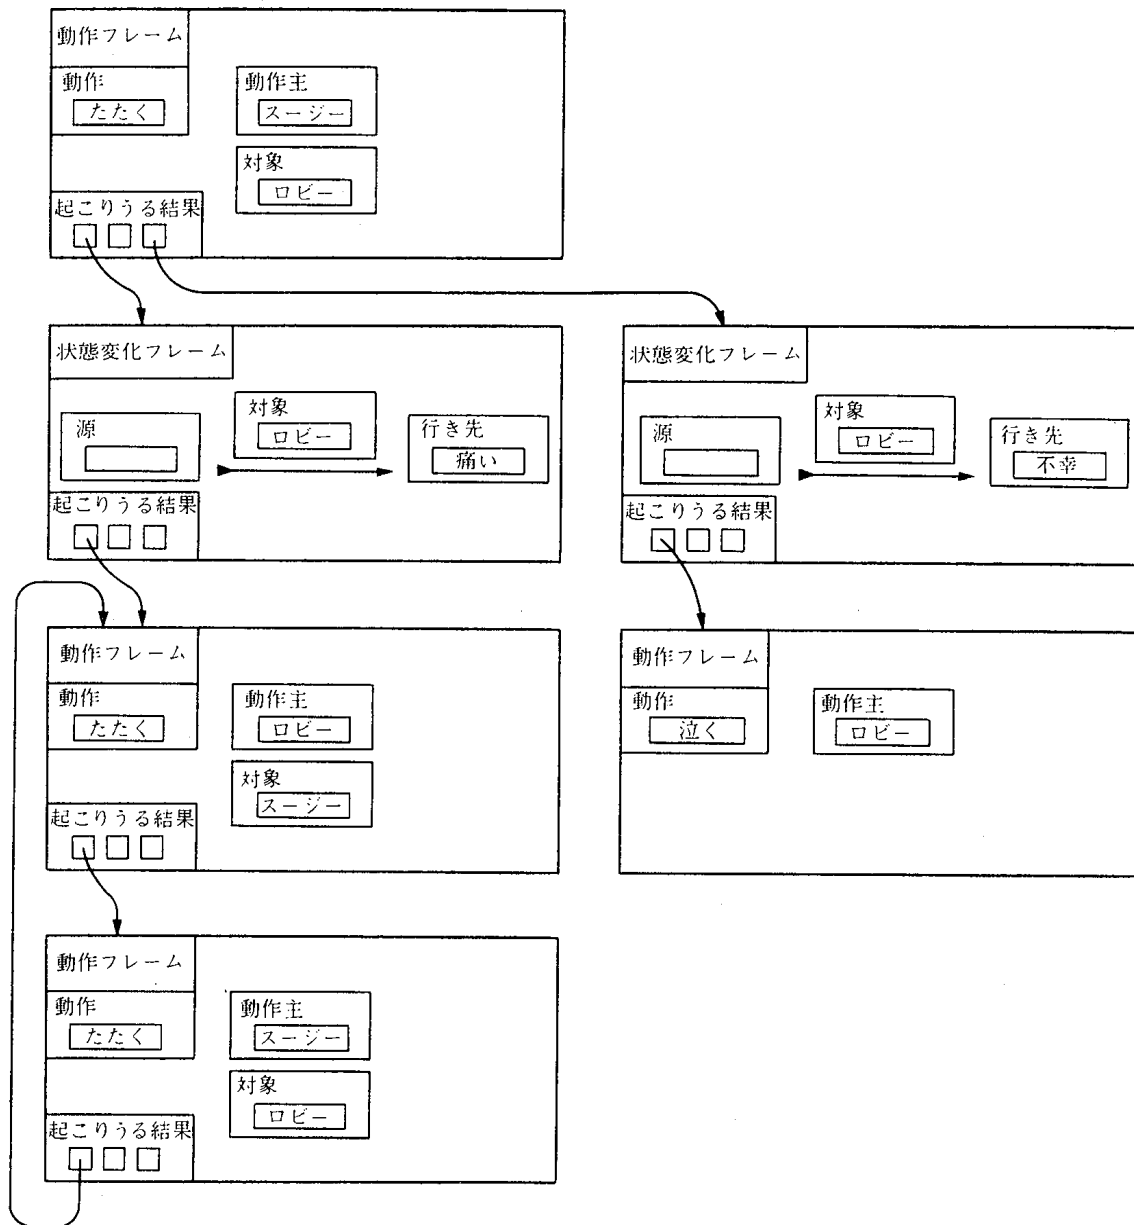 動作フレーム
動作
たたく
動作主
スージー
対象
ロビー
起こりうる結果
状態変化フレーム
源
対象
ロビー
行き先
痛い
起こりうる結果
状態変化フレーム
源
対象
ロビー
行き先
不幸
起こりうる結果
動作フレーム
動作
たたく
動作主
ロビー
対象
スージー
起こりうる結果
動作フレーム
動作
泣く
動作主
ロビー
動作フレーム
動作
たたく
動作主
スージー
対象
ロビー
起こりうる結果